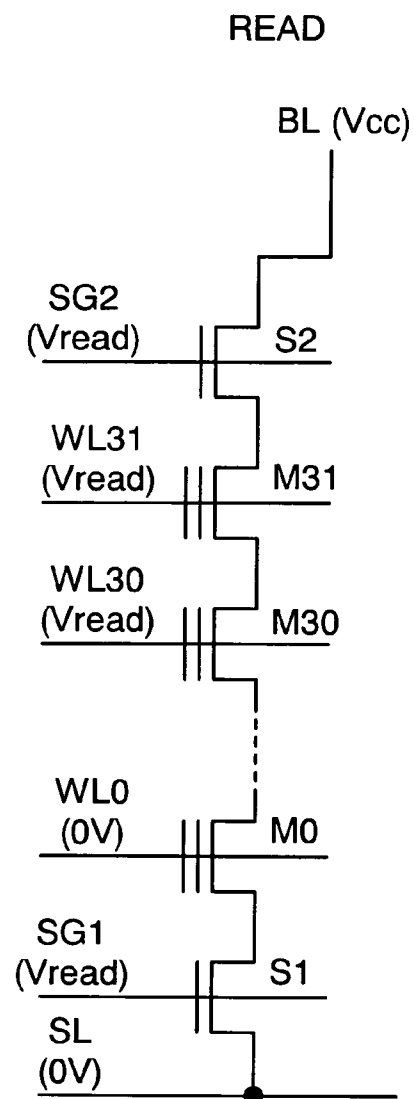 READ
BL (Vcc)
SG2
(Vread)
S2
WL31
(Vread)
M31
WL30
(Vread)
M30
WL0
(0V)
M0
SG1
(Vread)
S1
SL
(0V)